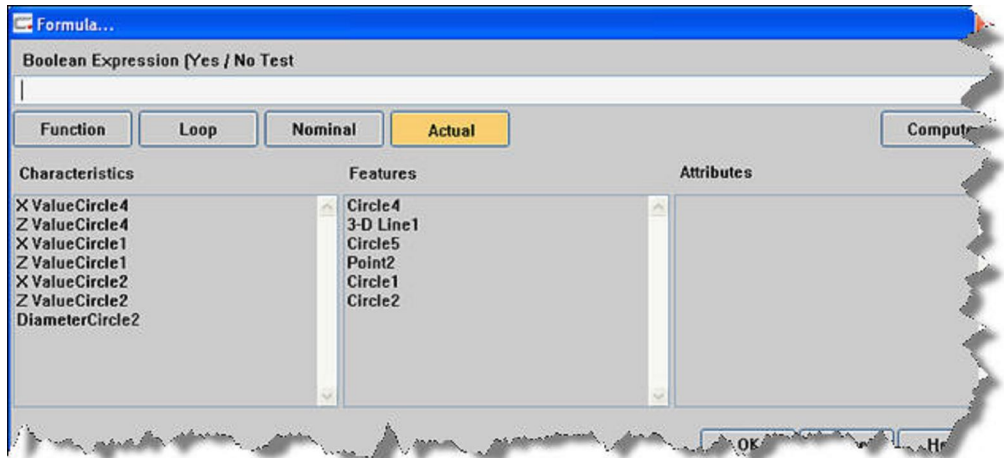 Formula...
Boolean Expression (Yes / No Test
Function Loop Nominal Actual Compute
Characteristics Features Attributes
X ValueCircle4
Z ValueCircle4
X ValueCircle1
Z ValueCircle1
X ValueCircle2
Z ValueCircle2
DiameterCircle2
Circle4
3-D Line1
Circle5
Point2
Circle1
Circle2
OK